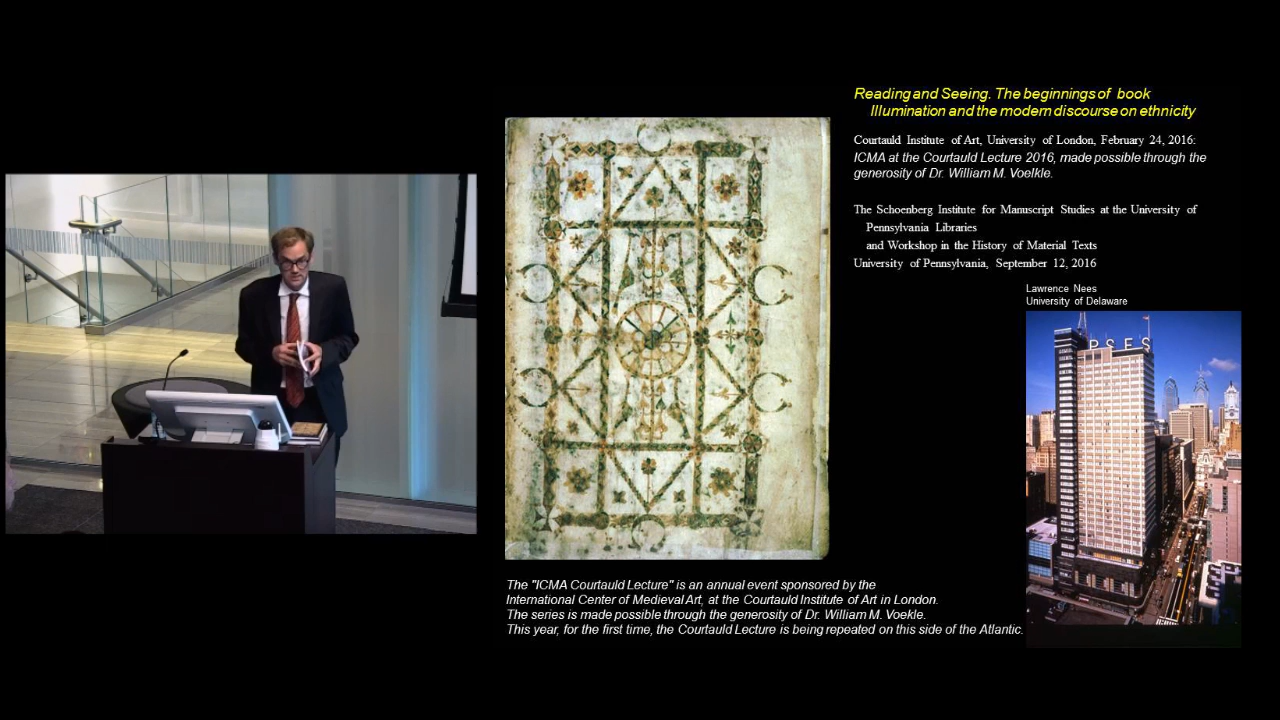 Reading and Seeing. The beginnings of book
Illumination and the modern discourse on ethnicity
Courtauld Institute of Art, University of London, February 24, 2016:
ICMA at the Courtauld Lecture 2016, made possible through the
generosity of Dr. William M. Voelkle.
The Schoenberg Institute for Manuscript Studies at the University of
Pennsylvania Libraries
and Workshop in the History of Material Texts
University of Pennsylvania, September 12, 2016
Lawrence Nees
University of Delaware
PSFS
The "ICMA Courtauld Lecture" is an annual event sponsored by the
International Center of Medieval Art, at the Courtauld Institute of Art in London.
The series is made possible through the generosity of Dr. William M. Voekle.
This year, for the first time, the Courtauld Lecture is being repeated on this side of the Atlantic.